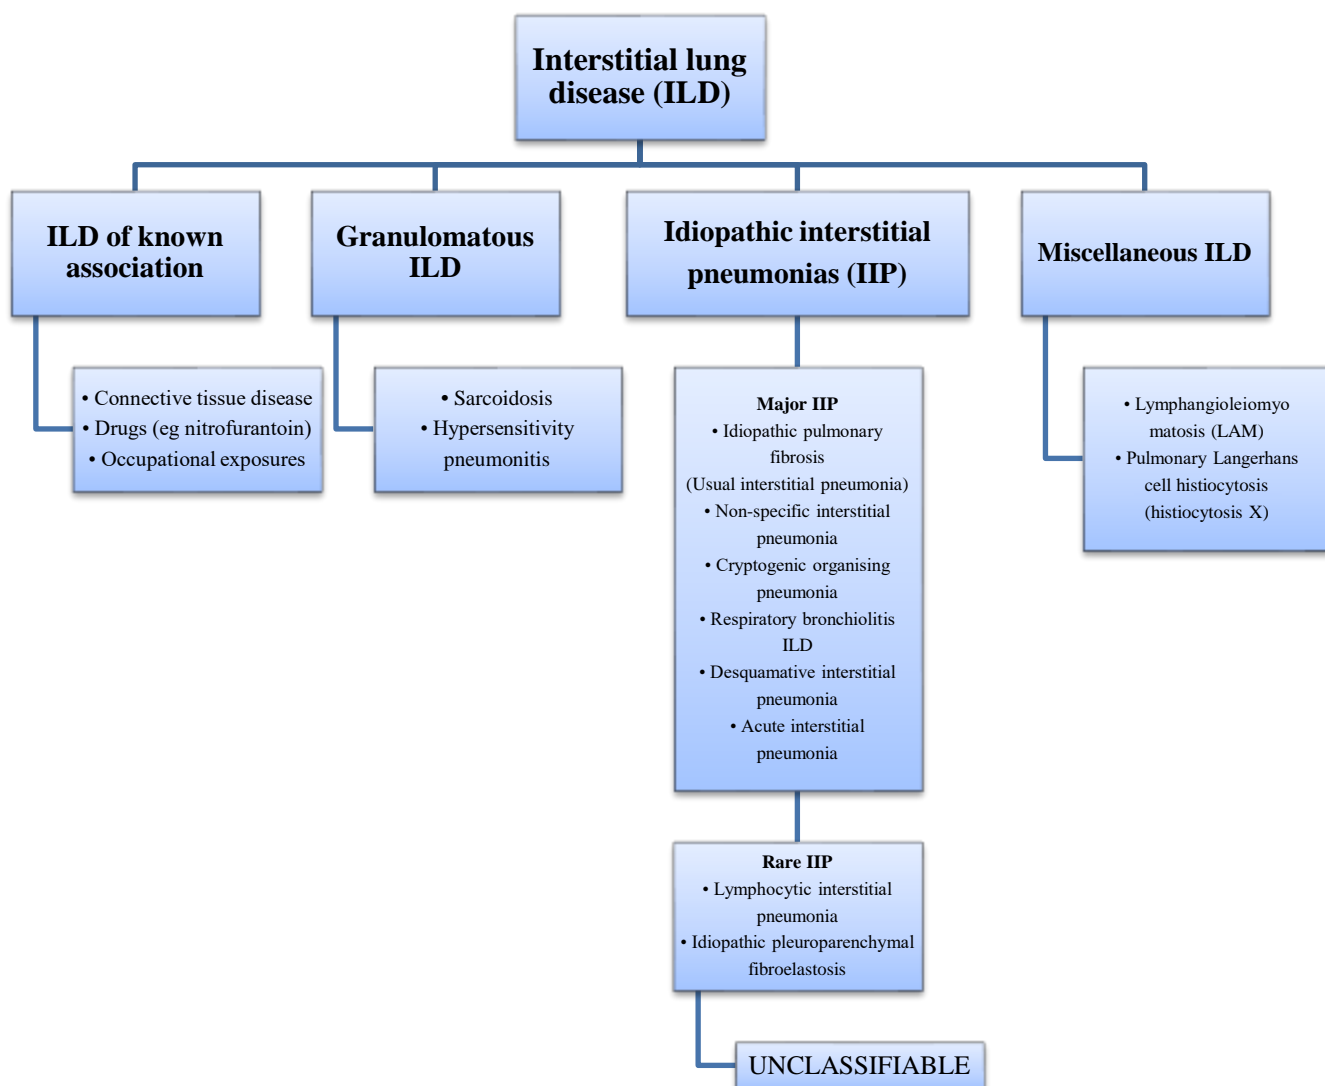 Interstitial lung
disease (ILD)
ILD of known
association
Granulomatous
ILD
Idiopathic interstitial
pneumonias (IIP)
Miscellaneous ILD
• Connective tissue disease
• Drugs (eg nitrofurantoin)
• Occupational exposures
• Sarcoidosis
• Hypersensitivity
pneumonitis
Major IIP
• Idiopathic pulmonary
fibrosis
(Usual interstitial pneumonia)
• Non-specific interstitial
pneumonia
• Cryptogenic organising
pneumonia
• Respiratory bronchiolitis
ILD
• Desquamative interstitial
pneumonia
• Acute interstitial
pneumonia
• Lymphangioleiomyo
matosis (LAM)
• Pulmonary Langerhans
cell histiocytosis
(histiocytosis X)
Rare IIP
• Lymphocytic interstitial
pneumonia
• Idiopathic pleuroparenchymal
fibroelastosis
UNCLASSIFIABLE